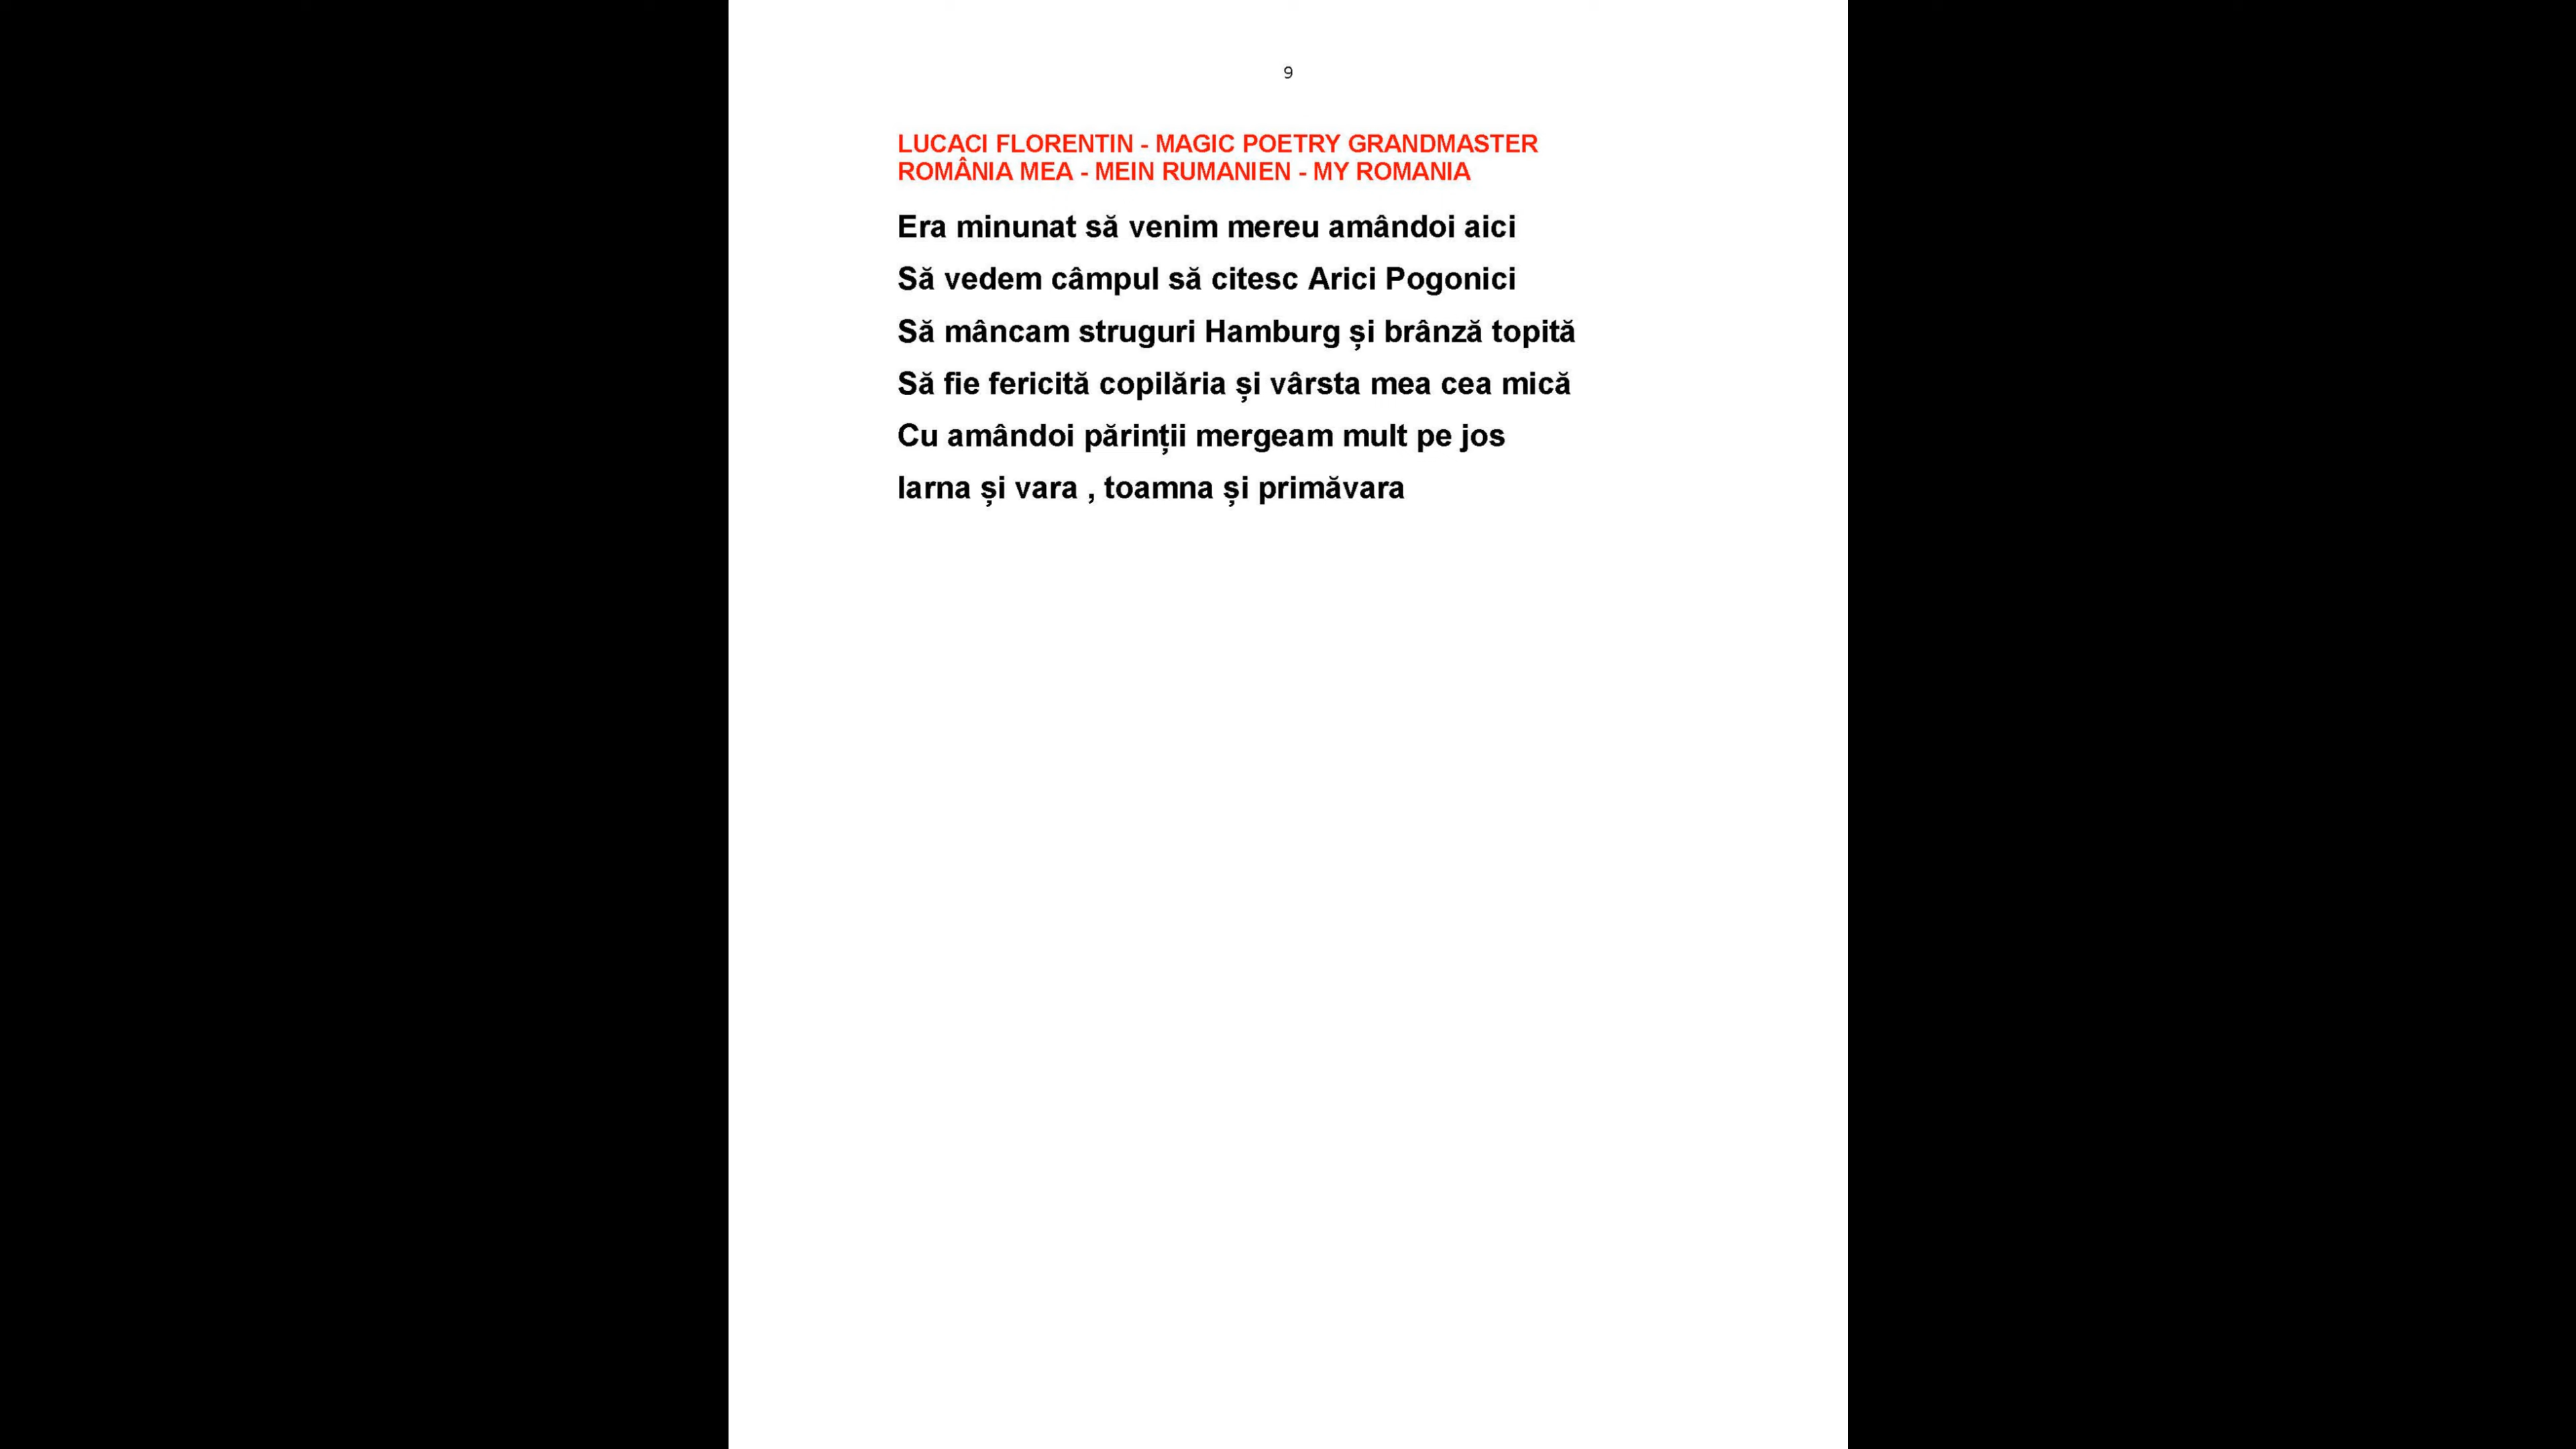 9
LUCACI FLORENTIN - MAGIC POETRY GRANDMASTER
ROMÂNIA MEA - MEIN RUMANIEN - MY ROMANIA
Era minunat să venim mereu amândoi aici
Să vedem câmpul să citesc Arici Pogonici
Să mâncam struguri Hamburg și brânză topită
Să fie fericită copilăria și vârsta mea cea mică
Cu amândoi părinții mergeam mult pe jos
Iarna și vara , toamna și primăvara